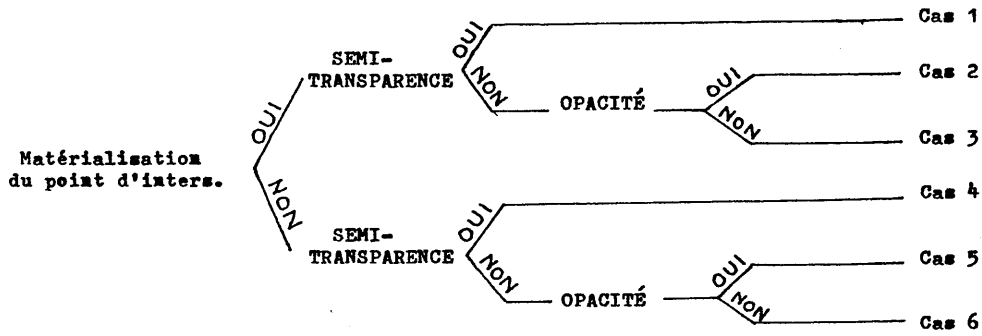 OUI
Cas 1
SEMI-
TRANSPARENCE
NON
OUI
Cas 2
OPACITÉ
NON
Cas 3
OUI
Matérialisation
du point d'inters.
NON
OUI
Cas 4
SEMI-
TRANSPARENCE
NON
OUI
Cas 5
OPACITÉ
NON
Cas 6